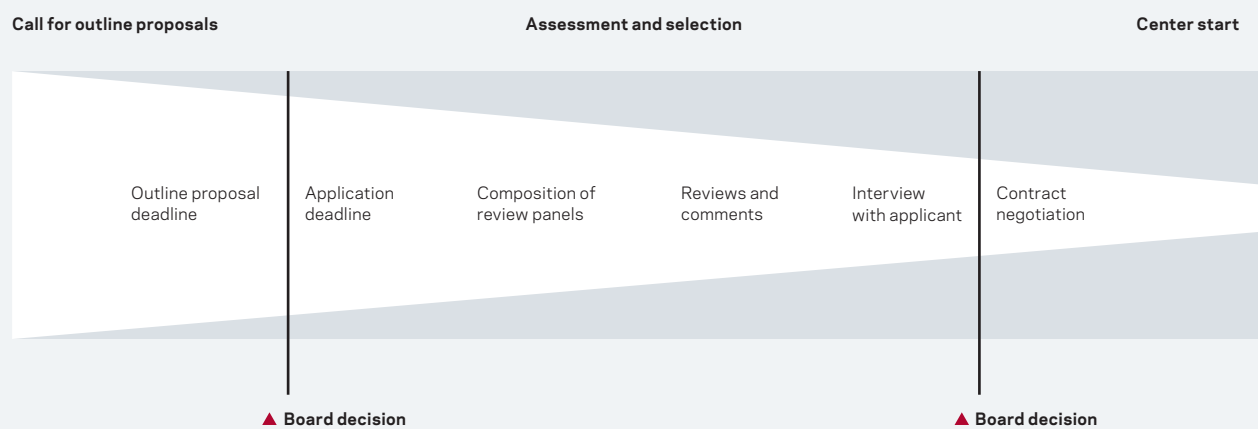 Call for outline proposals
Assessment and selection
Center start
Outline proposal
deadline
Application
deadline
Composition of
review panels
Reviews and
comments
Interview
with applicant
Contract
negotiation
Board decision
Board decision